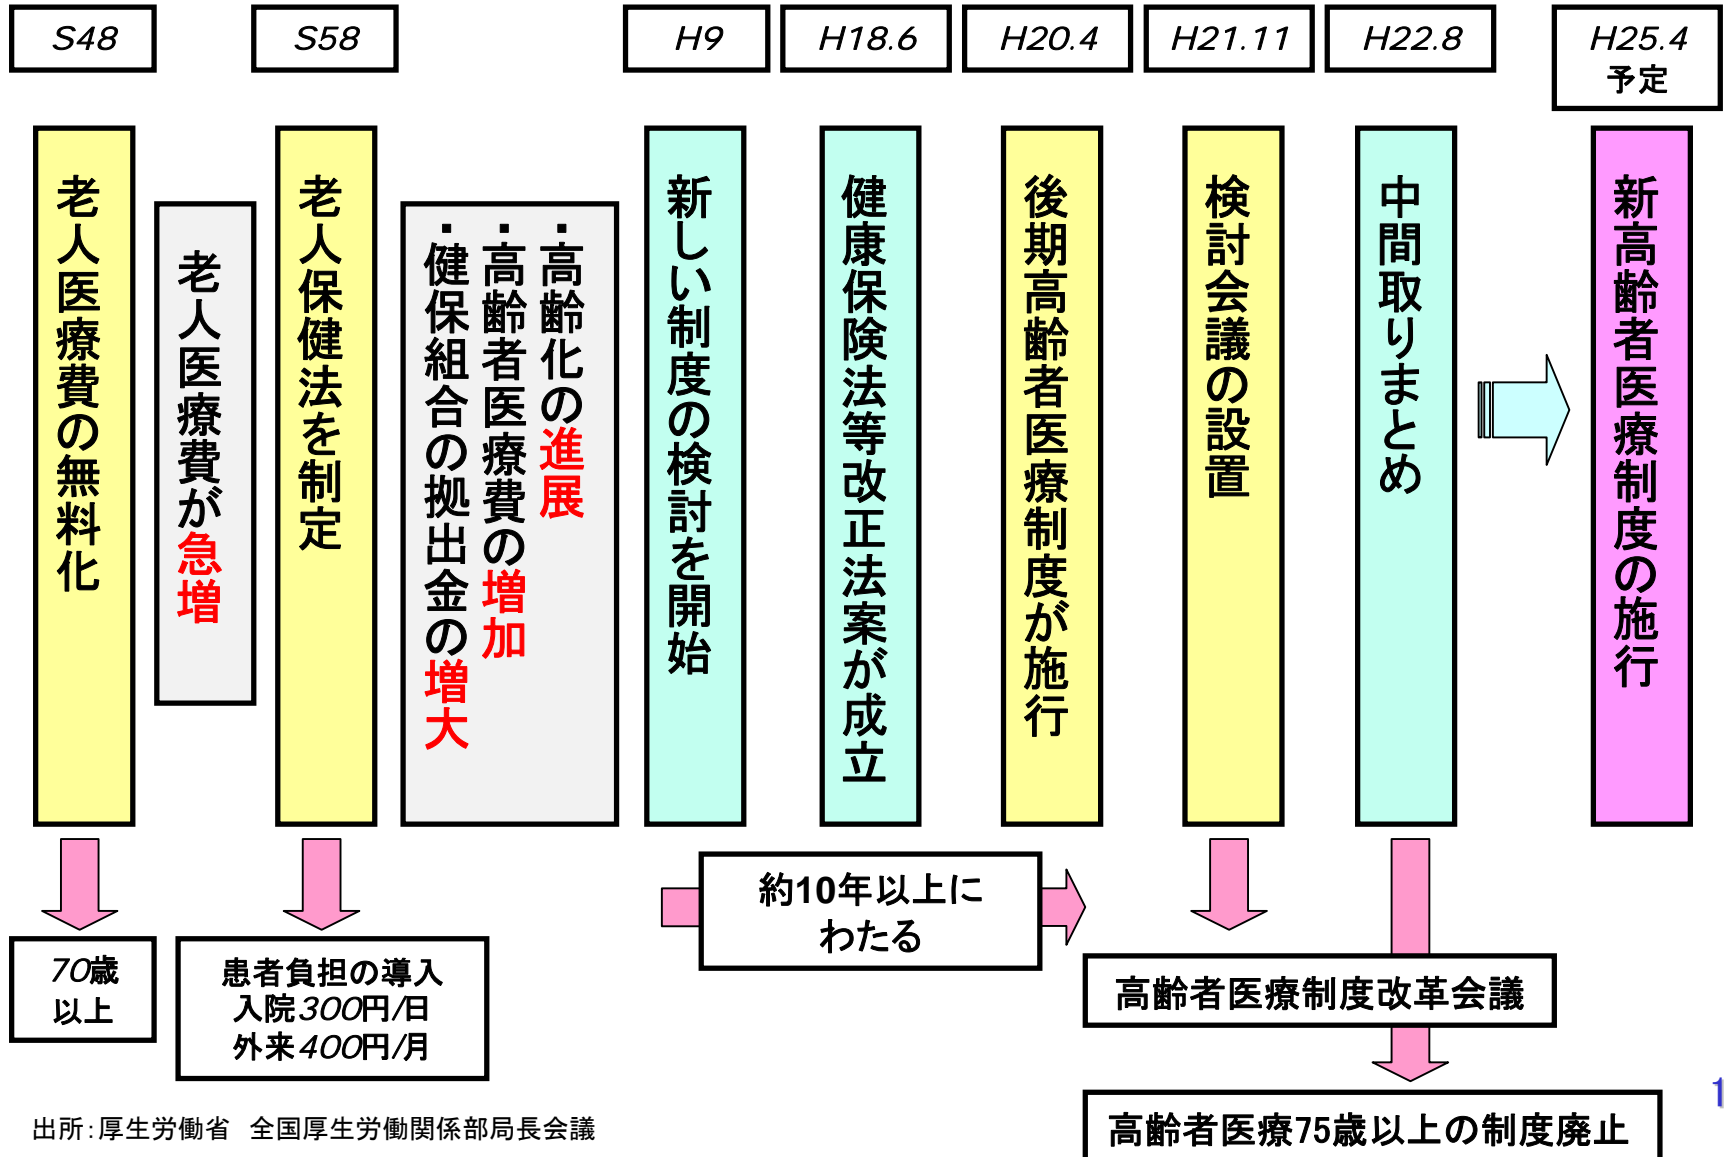 S48
S58
H9
H18.6
H20.4
H21.11
H22.8
H25.4
予定
老人医療費の無料化
老人医療費が急増
老人保健法を制定
・高齢化の進展
・高齢者医療費の増加
・健保組合の拠出金の増大
新しい制度の検討を開始
健康保険法等改正法案が成立
後期高齢者医療制度が施行
検討会議の設置
中間取りまとめ
新高齢者医療制度の施行
約10年以上に
わたる
70歳
以上
患者負担の導入
入院300円/日
外来400円/月
高齢者医療制度改革会議
高齢者医療75歳以上の制度廃止
出所：厚生労働省　全国厚生労働関係部局長会議
1